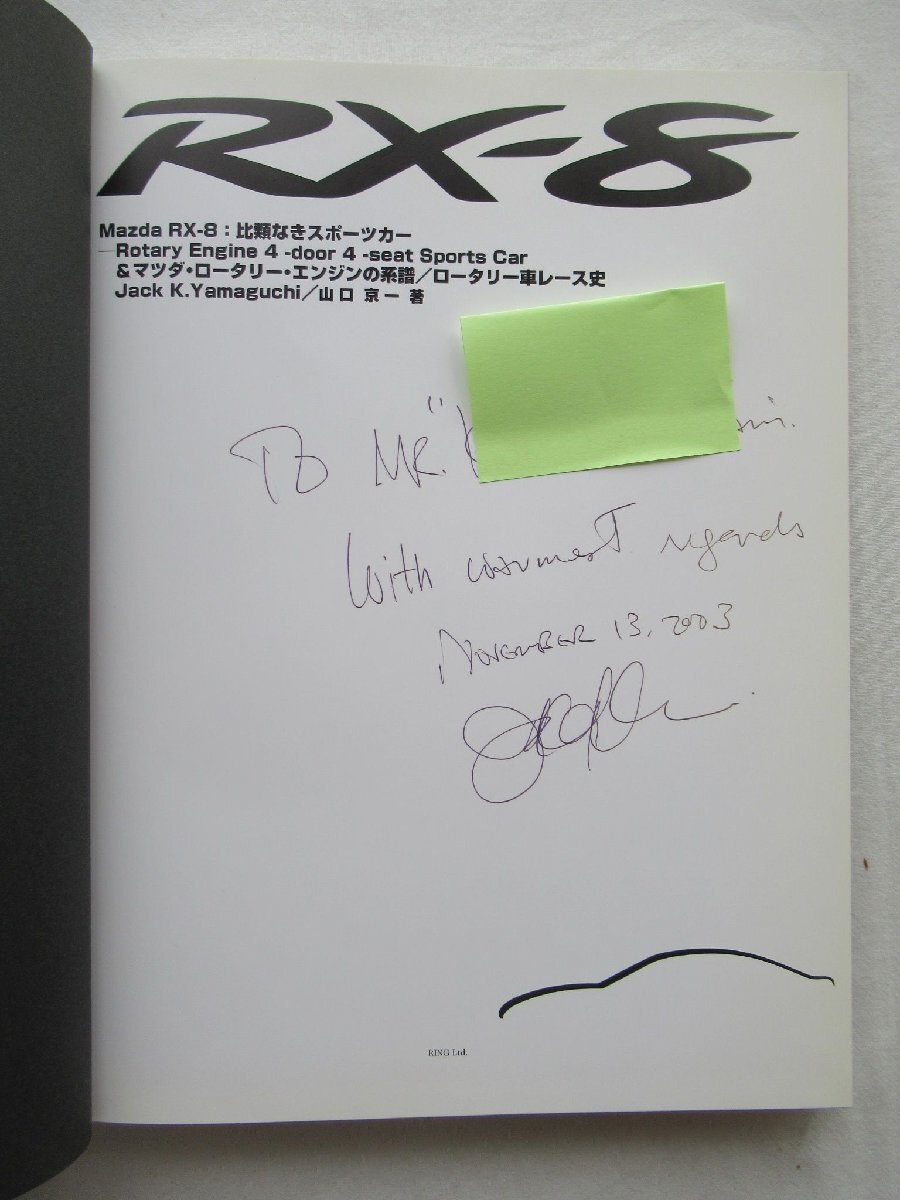 RX-8
Mazda RX-8：比類なきスポーツカー
—Rotary Engine 4-door 4-seat Sports Car
＆マツダ・ロータリー・エンジンの系譜／ロータリー車レース史
Jack K.Yamaguchi／山口 京一 著
To MR. "
With warmest regards
NOVEMBER 13, 2003
RING Ltd.